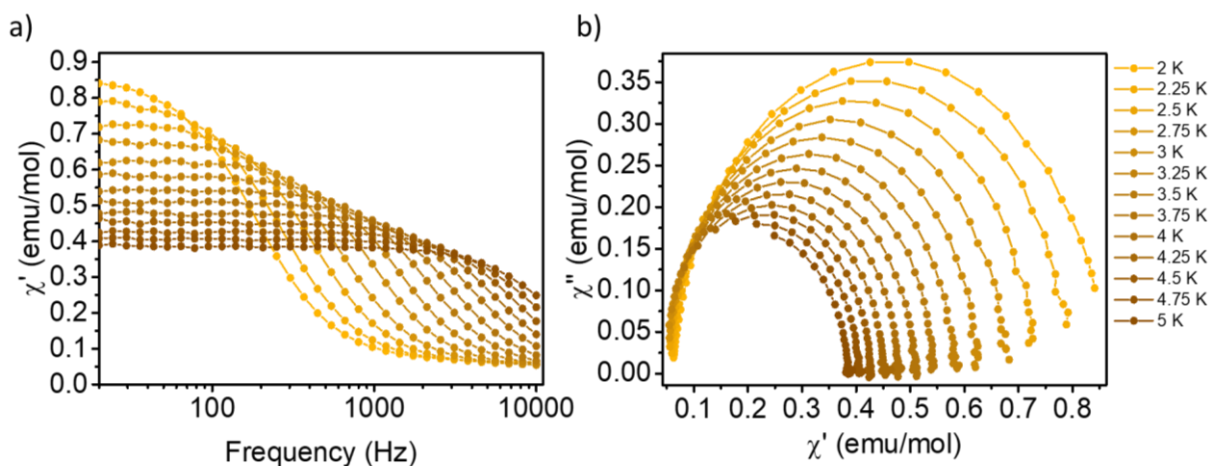 a)
χ' (emu/mol)
0.9
0.8
0.7
0.6
0.5
0.4
0.3
0.2
0.1
0.0
100
1000
10000
Frequency (Hz)
b)
χ'' (emu/mol)
0.35
0.30
0.25
0.20
0.15
0.10
0.05
0.00
0.1
0.2
0.3
0.4
0.5
0.6
0.7
0.8
χ' (emu/mol)
2 K
2.25 K
2.5 K
2.75 K
3 K
3.25 K
3.5 K
3.75 K
4 K
4.25 K
4.5 K
4.75 K
5 K